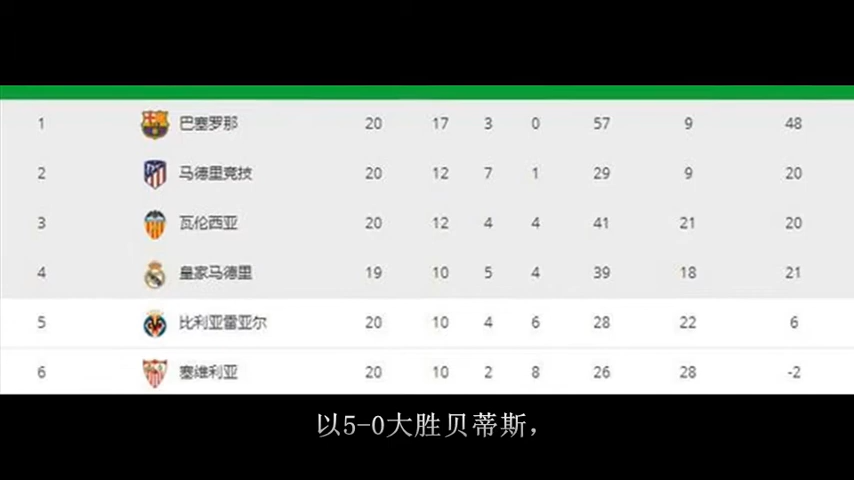 1 巴塞罗那 20 17 3 0 57 9 48
2 马德里竞技 20 12 7 1 29 9 20
3 瓦伦西亚 20 12 4 4 41 21 20
4 皇家马德里 19 10 5 4 39 18 21
5 比利亚雷亚尔 20 10 4 6 28 22 6
6 塞维利亚 20 10 2 8 26 28 -2
以5-0大胜贝蒂斯,